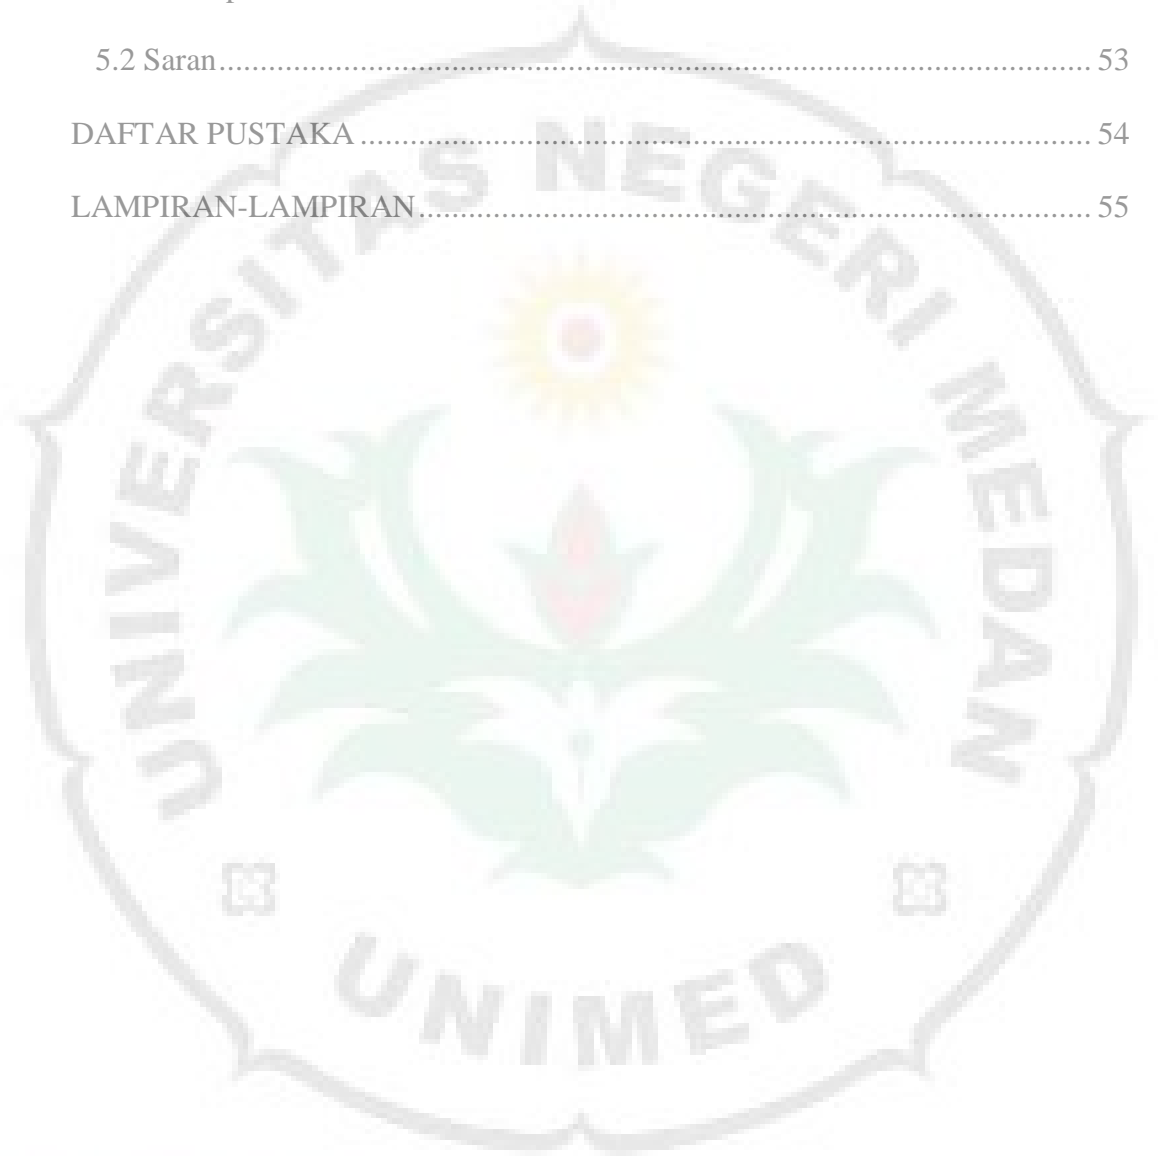 5.2 Saran........................................................................................................ 53
DAFTAR PUSTAKA ....................................................................................... 54
LAMPIRAN-LAMPIRAN................................................................................ 55
UNIVERSITAS NEGERI MEDAN
UNIMED